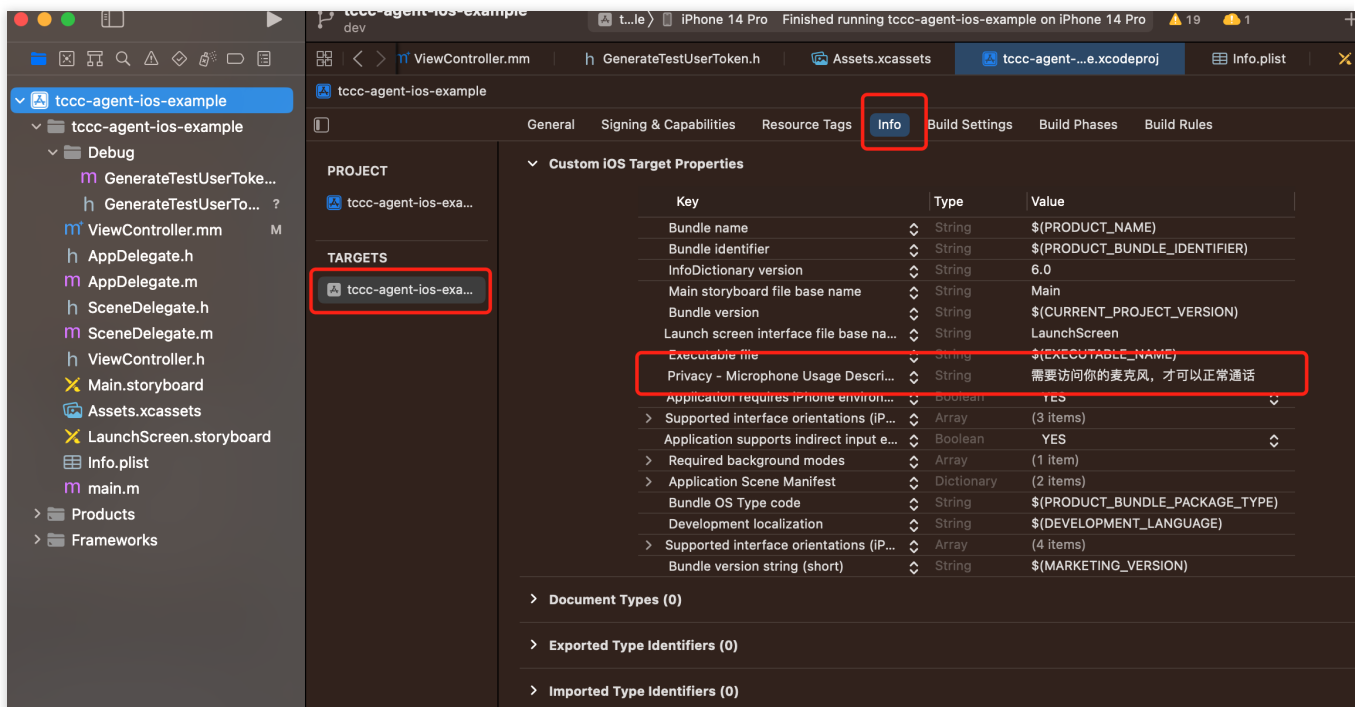 tccc-agent-ios-example
dev
t...le〉 iPhone 14 Pro Finished running tccc-agent-ios-example on iPhone 14 Pro 19 1
ViewController.mm
GenerateTestUserToken.h
Assets.xcassets
tccc-agent-...e.xcodeproj
Info.plist
tccc-agent-ios-example
tccc-agent-ios-example
Debug
GenerateTestUserToke...
GenerateTestUserTo... ?
ViewController.mm M
AppDelegate.h
AppDelegate.m
SceneDelegate.h
SceneDelegate.m
ViewController.h
Main.storyboard
Assets.xcassets
LaunchScreen.storyboard
Info.plist
main.m
Products
Frameworks
tccc-agent-ios-example
General Signing & Capabilities Resource Tags Info Build Settings Build Phases Build Rules
PROJECT
tccc-agent-ios-exa...
TARGETS
tccc-agent-ios-exa...
Custom iOS Target Properties
Key Type Value
Bundle name String $(PRODUCT_NAME)
Bundle identifier String $(PRODUCT_BUNDLE_IDENTIFIER)
InfoDictionary version String 6.0
Main storyboard file base name String Main
Bundle version String $(CURRENT_PROJECT_VERSION)
Launch screen interface file base na... String LaunchScreen
Executable file String $(EXECUTABLE_NAME)
Privacy - Microphone Usage Descri... String 需要访问你的麦克风，才可以正常通话
Application requires iPhone environ... Boolean YES
Supported interface orientations (iP... Array (3 items)
Application supports indirect input e... Boolean YES
Required background modes Array (1 item)
Application Scene Manifest Dictionary (2 items)
Bundle OS Type code String $(PRODUCT_BUNDLE_PACKAGE_TYPE)
Development localization String $(DEVELOPMENT_LANGUAGE)
Supported interface orientations (iP... Array (4 items)
Bundle version string (short) String $(MARKETING_VERSION)
Document Types (0)
Exported Type Identifiers (0)
Imported Type Identifiers (0)